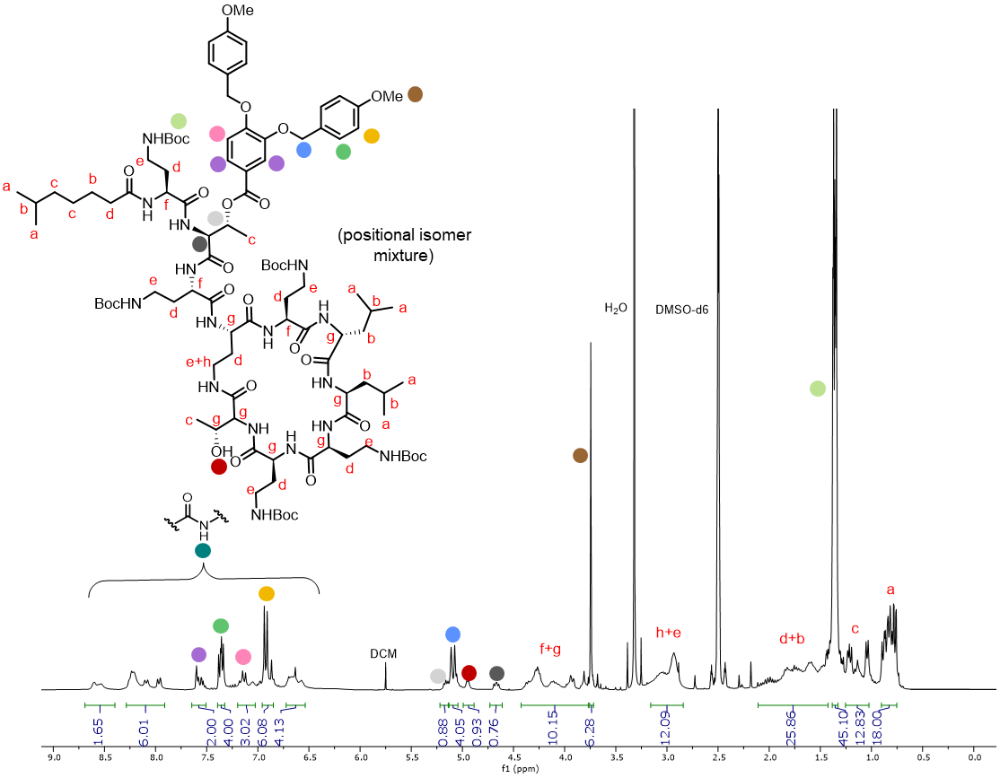 OMe
OMe
O
O
NHBoc
e
d
a
b
c
b
O
O
b
c
d
N
H
f
HN
O
O
a
c
O
(positional isomer
mixture)
HN
O
BocHN
e
f
O
O
d
e
a
b
a
BocHN
d
HN
g
N
H
f
O
H
N
g
b
e+h
d
O
b
a
NH
O
N
H
g
b
a
c
g
g
NH
O
HN
g
e
OH
O
g
H
N
O
d
NHBoc
e
d
NHBoc
O
N
H
H2O
DMSO-d6
DCM
f+g
h+e
d+b
c
a
1.65
6.01
2.00
4.00
3.02
6.08
4.13
0.88
4.05
0.93
0.76
10.15
6.28
12.09
25.86
45.10
12.83
18.00
9.0 8.5 8.0 7.5 7.0 6.5 6.0 5.5 5.0 4.5 4.0 3.5 3.0 2.5 2.0 1.5 1.0 0.5 0.0
f1 (ppm)